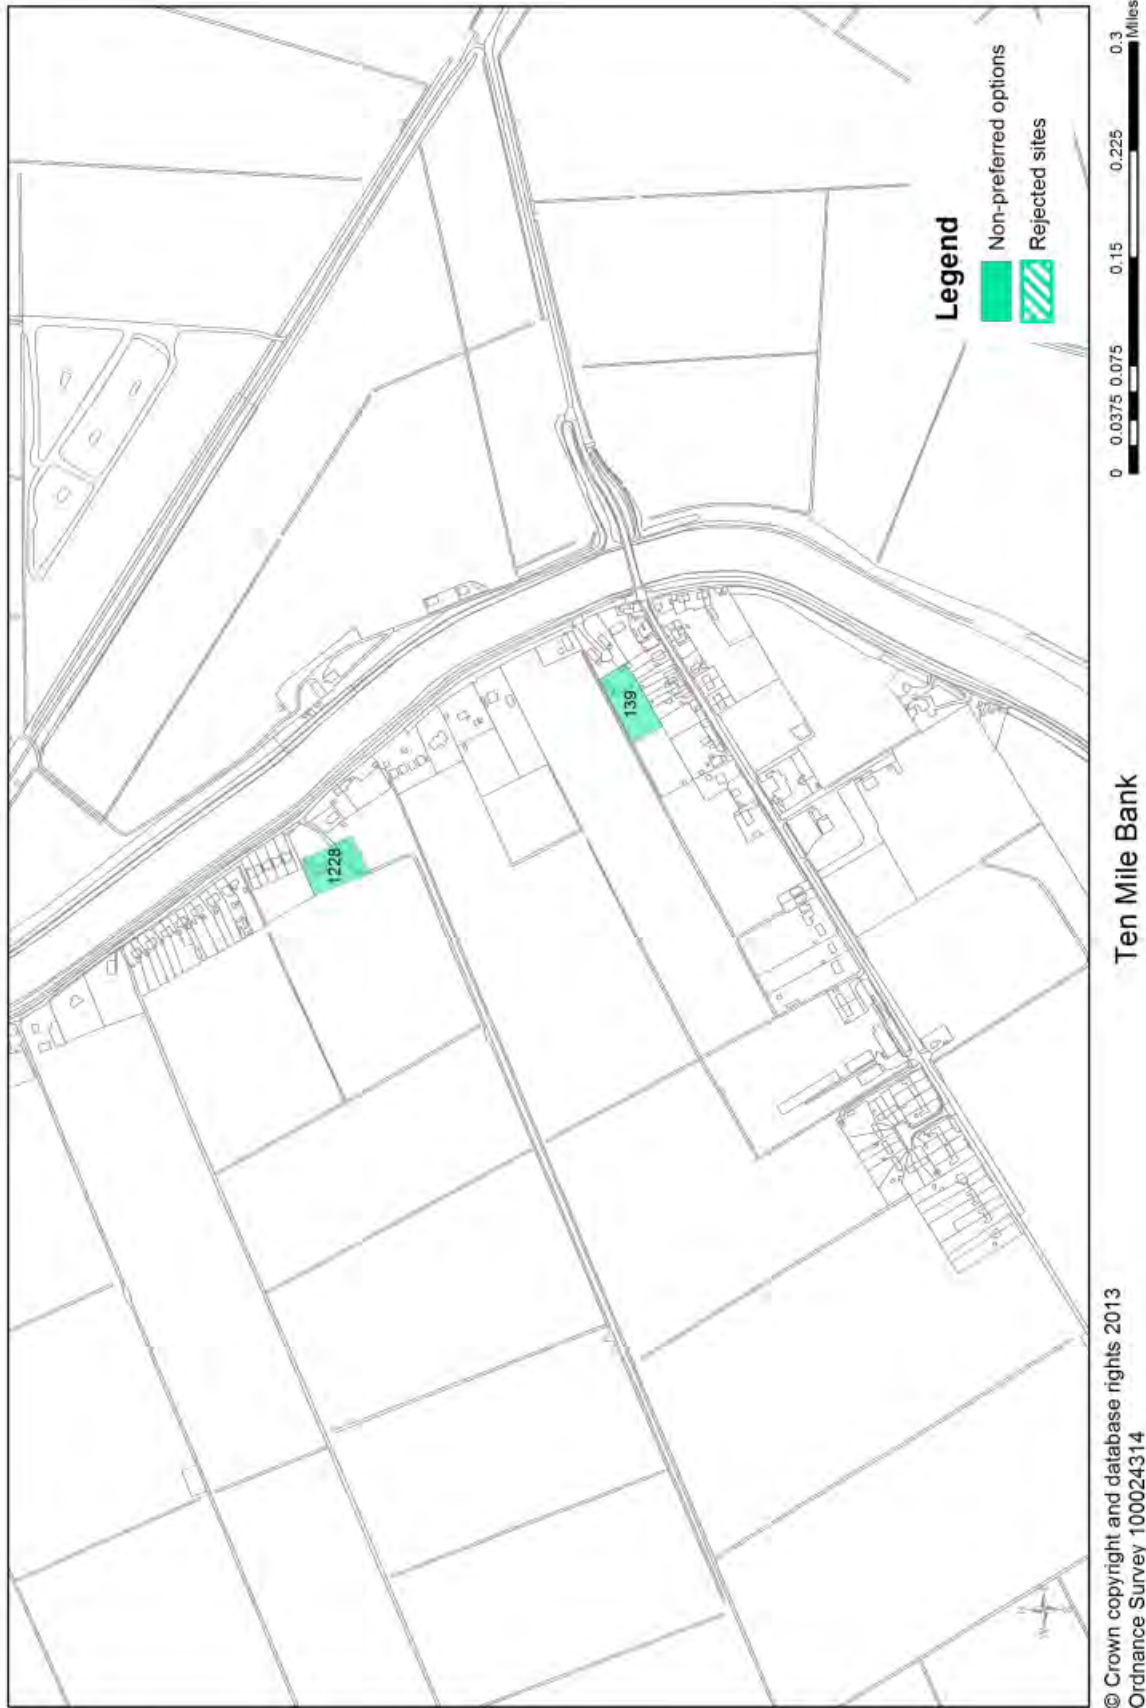 1228
139
Legend
Non-preferred options
Rejected sites
0 0.0375 0.075 0.15 0.225 0.3
Miles
Ten Mile Bank
© Crown copyright and database rights 2013
Ordnance Survey 100024314